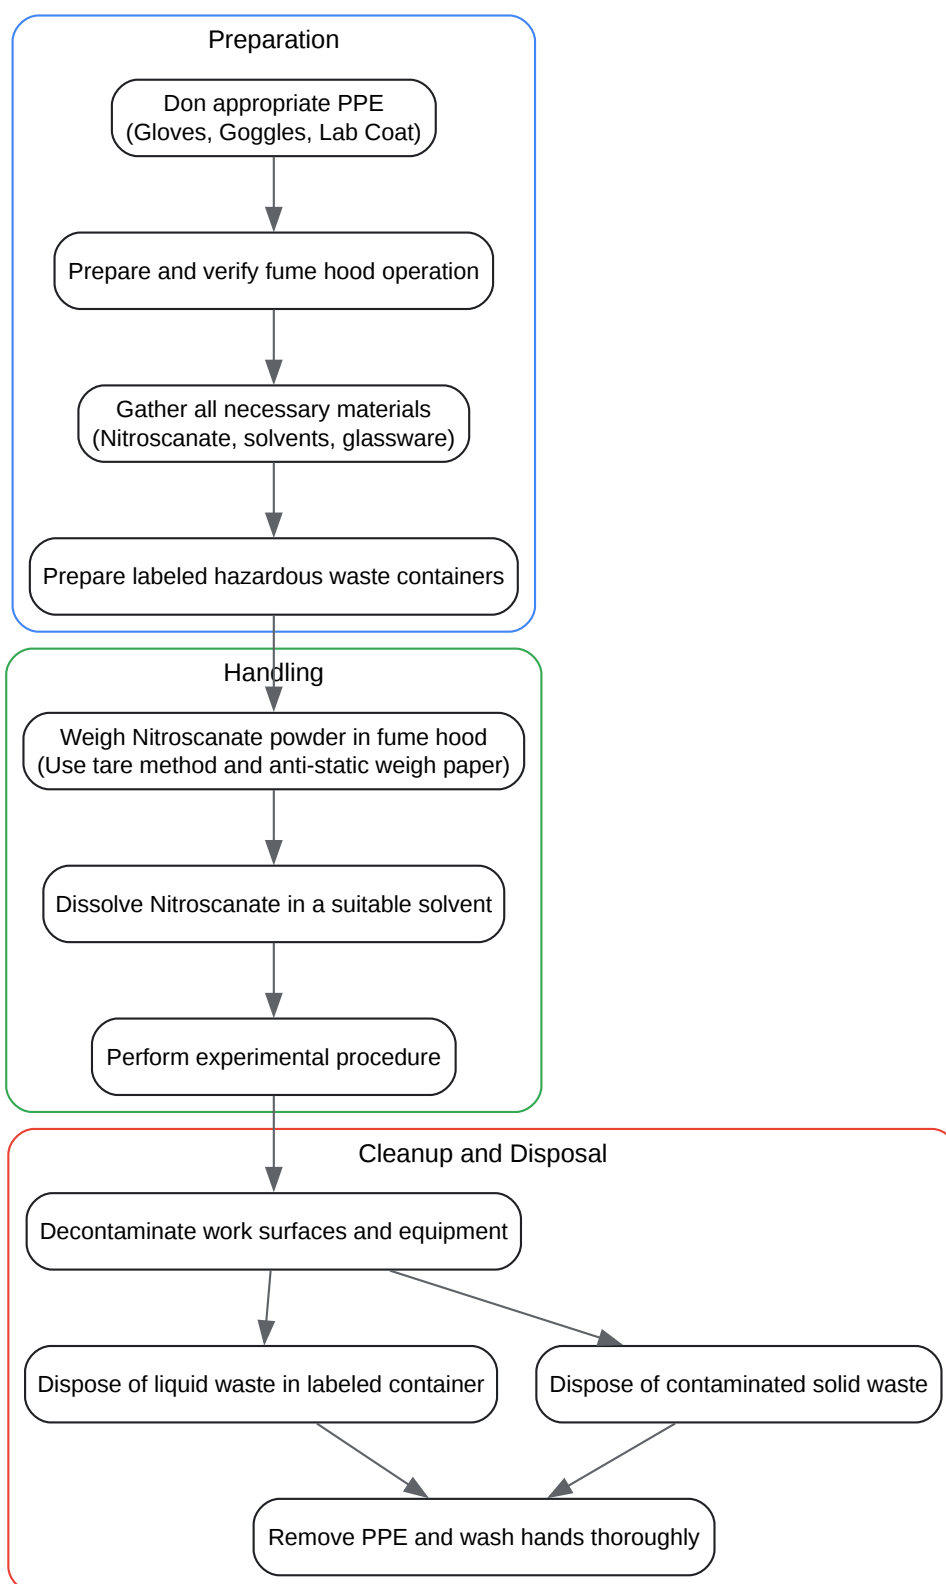 Preparation
Don appropriate PPE
(Gloves, Goggles, Lab Coat)
Prepare and verify fume hood operation
Gather all necessary materials
(Nitroscanate, solvents, glassware)
Prepare labeled hazardous waste containers
Handling
Weigh Nitroscanate powder in fume hood
(Use tare method and anti-static weigh paper)
Dissolve Nitroscanate in a suitable solvent
Perform experimental procedure
Cleanup and Disposal
Decontaminate work surfaces and equipment
Dispose of liquid waste in labeled container
Dispose of contaminated solid waste
Remove PPE and wash hands thoroughly